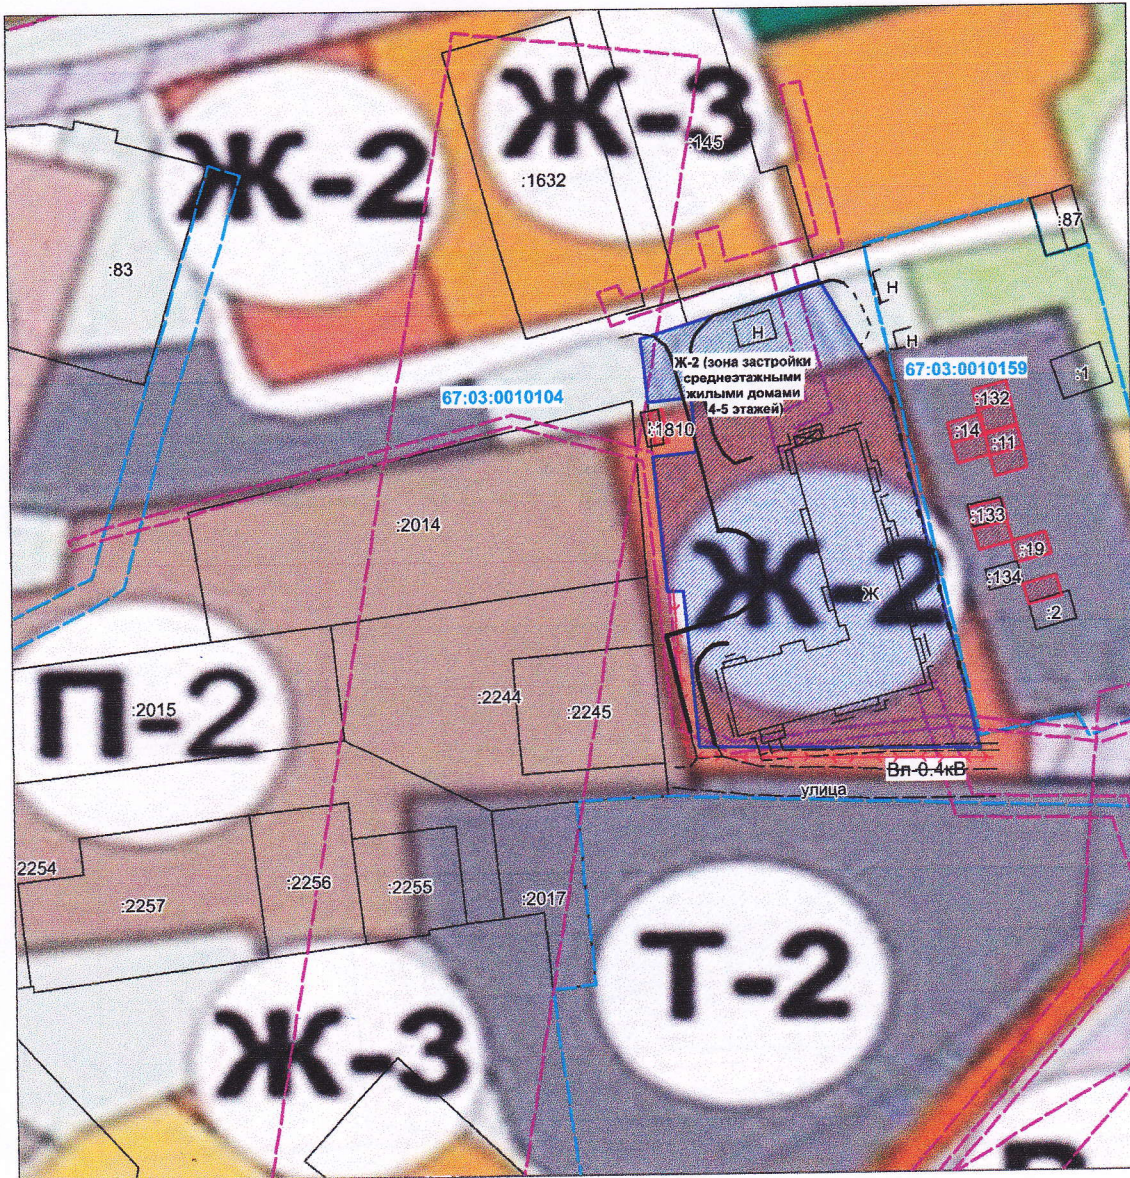 Ж-3
:145
Ж-2
:1632
:87
:83
Н
Н
Н
Ж-2 (зона застройки
среднеэтажными
жилыми домами
4-5 этажей)
67:03:0010159
:1
67:03:0010104
:132
:1810
:14
:11
:2014
:133
:19
Ж-2
:134
Ж
:2
П-2
:2015
:2244
:2245
Вл-0.4кВ
улица
2254
:2256
:2255
:2257
:2017
Т-2
Ж-3